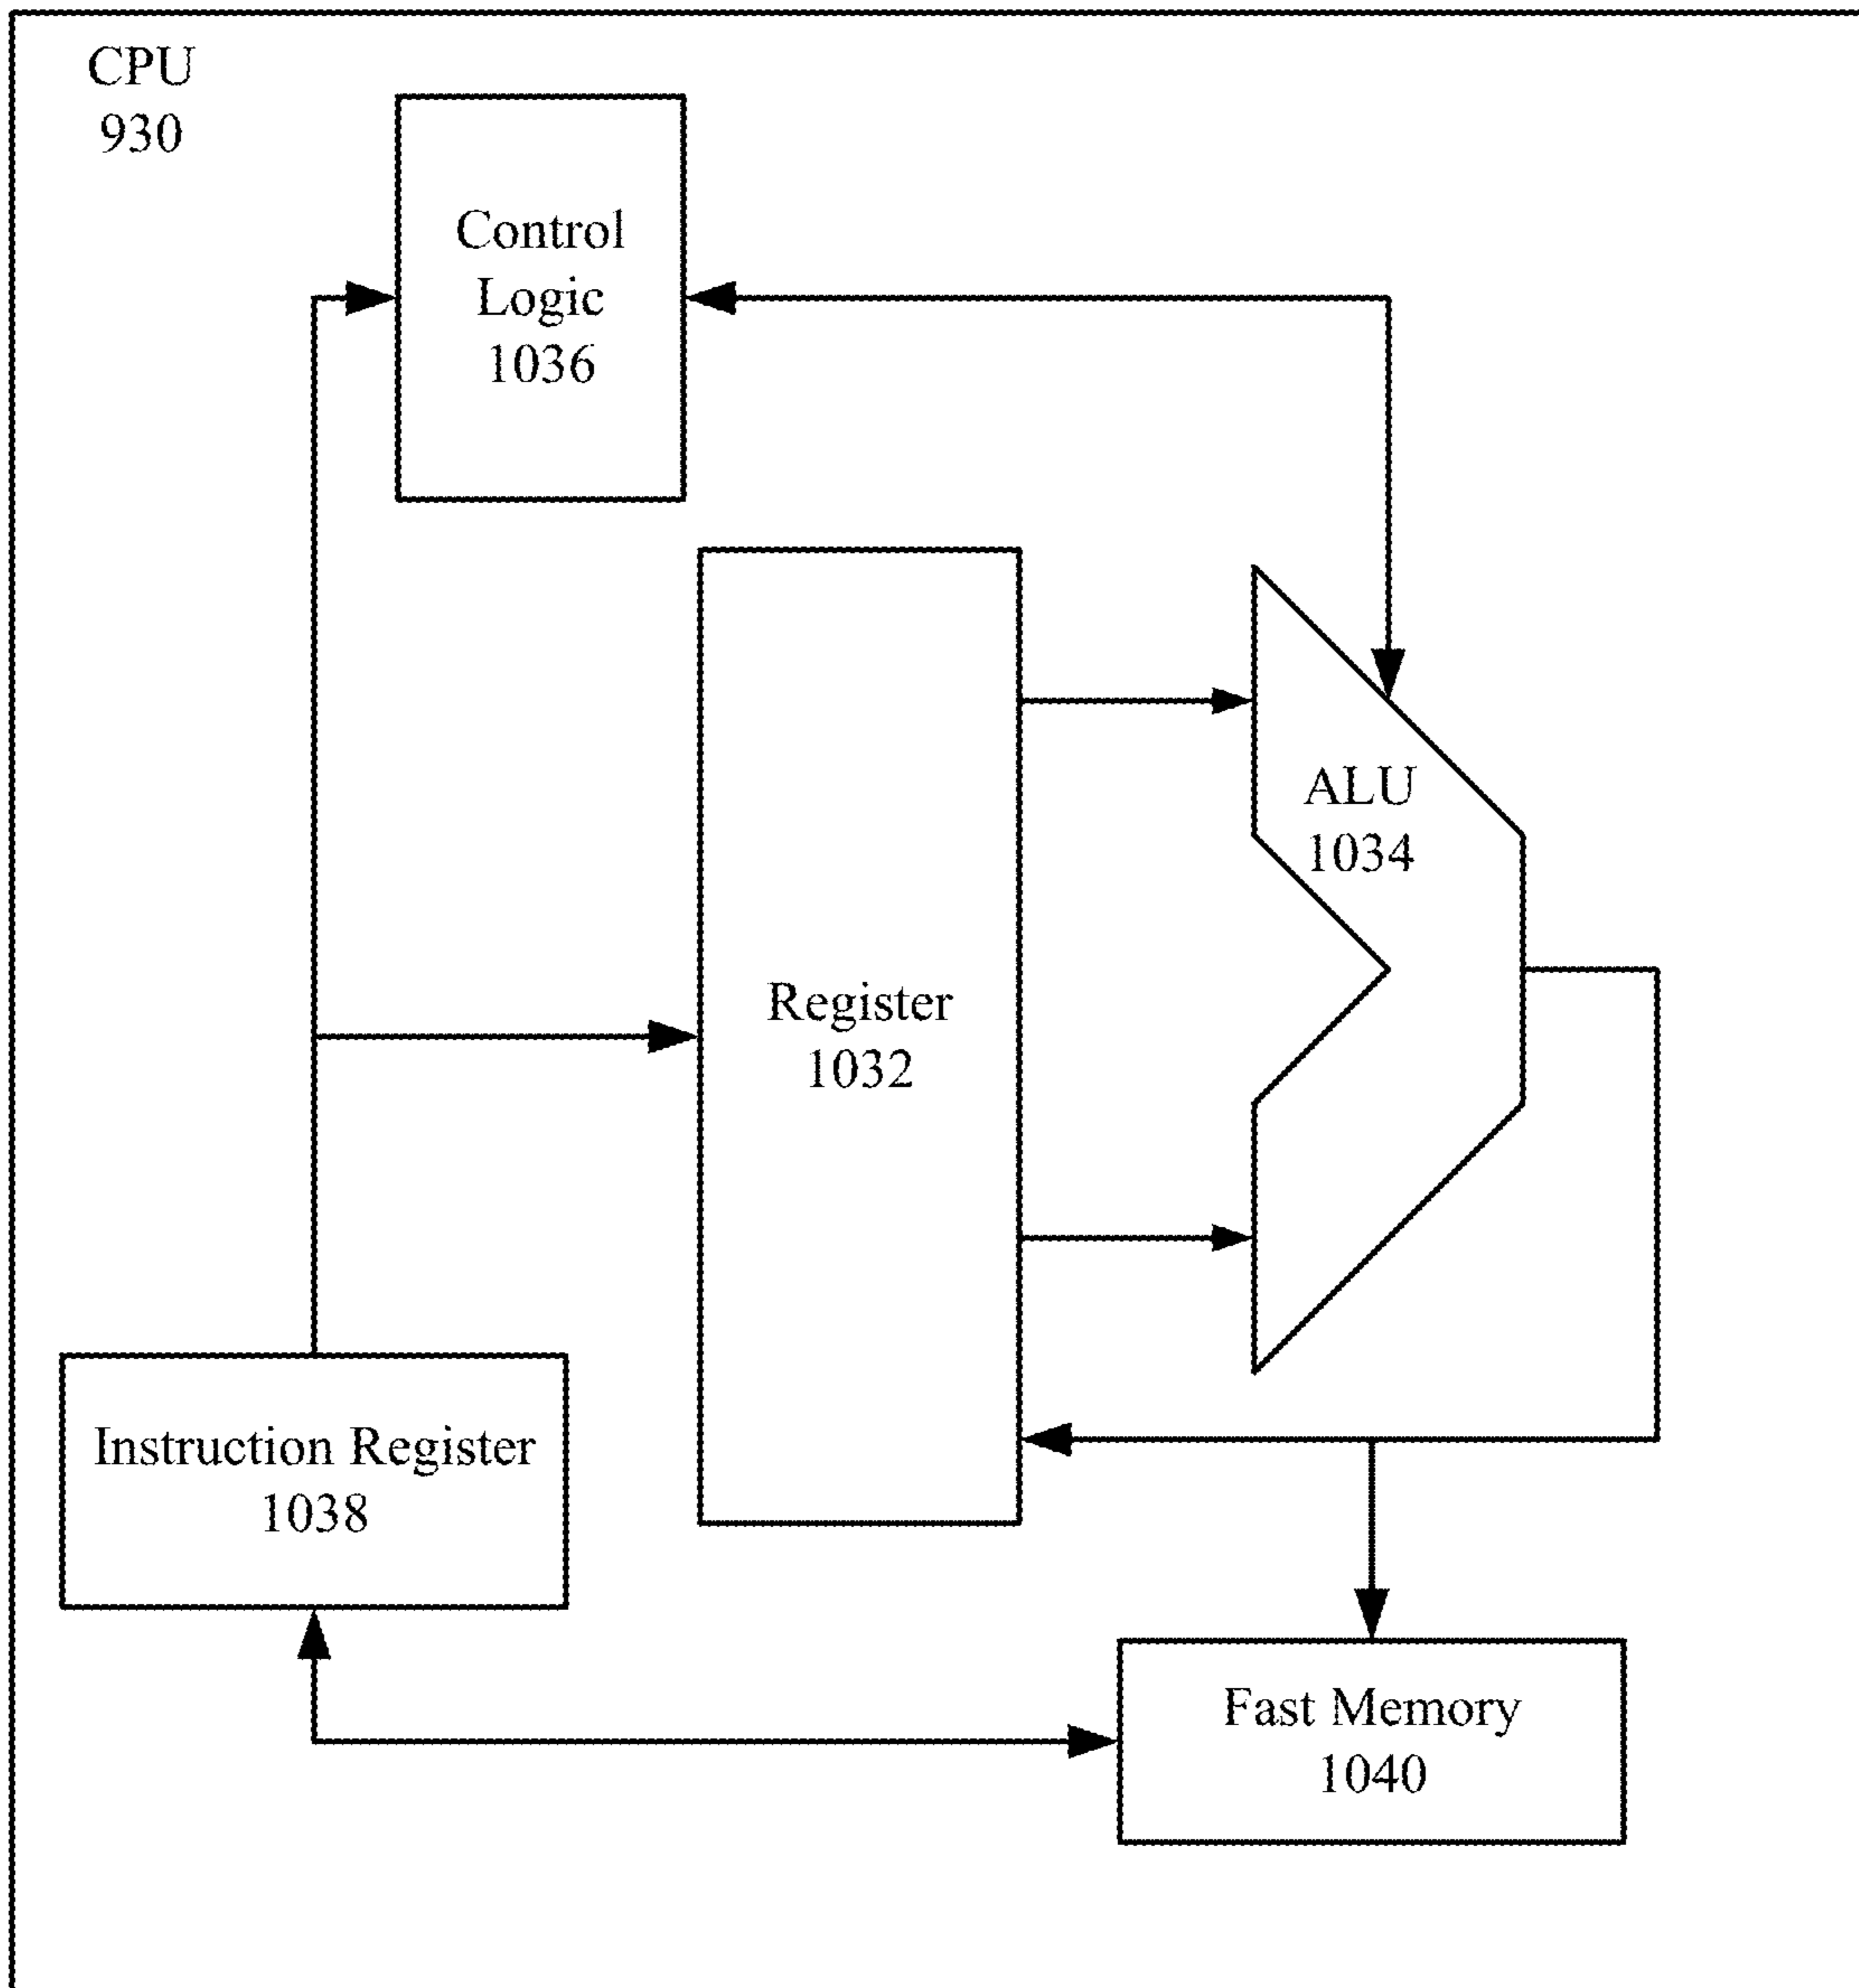 CPU
930
Control
Logic
1036
ALU
1034
Register
1032
Instruction Register
1038
Fast Memory
1040